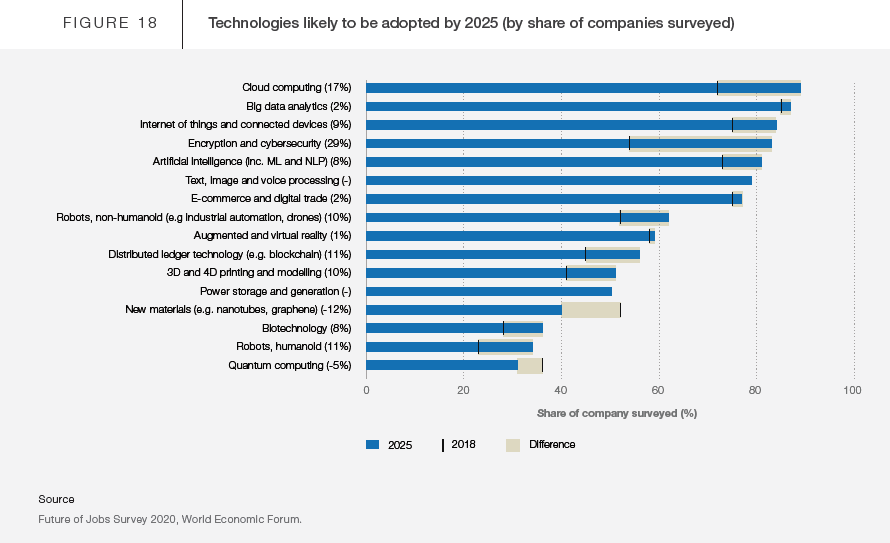 FIGURE 18
Technologies likely to be adopted by 2025 (by share of companies surveyed)
Cloud computing (17%)
Big data analytics (2%)
Internet of things and connected devices (9%)
Encryption and cybersecurity (29%)
Artificial intelligence (inc. ML and NLP) (8%)
Text, image and voice processing (-)
E-commerce and digital trade (2%)
Robots, non-humanoid (e.g industrial automation, drones) (10%)
Augmented and virtual reality (1%)
Distributed ledger technology (e.g. blockchain) (11%)
3D and 4D printing and modelling (10%)
Power storage and generation (-)
New materials (e.g. nanotubes, graphene) (-12%)
Biotechnology (8%)
Robots, humanoid (11%)
Quantum computing (-5%)
0 20 40 60 80 100
Share of company surveyed (%)
2025 2018 Difference
Source
Future of Jobs Survey 2020, World Economic Forum.